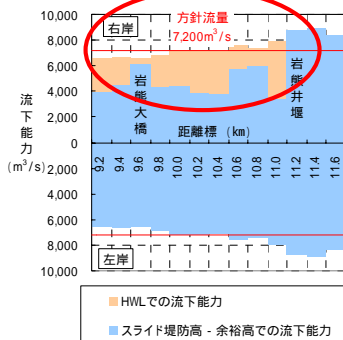 10,000
8,000
6,000
4,000
2,000
0
2,000
4,000
6,000
8,000
10,000
流下能力
(m³/s)
右岸
方針流量
7,200m³/s
岩熊大橋
岩熊井堰
距離標 (km)
9.2
9.4
9.6
9.8
10.0
10.2
10.4
10.6
10.8
11.0
11.2
11.4
11.6
左岸
HWLでの流下能力
スライド堤防高 - 余裕高での流下能力